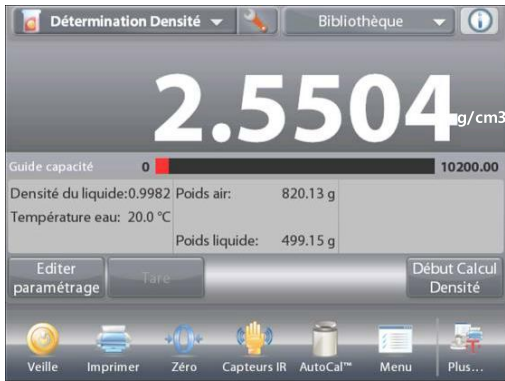 Détermination Densité
Bibliothèque
2.5504 g/cm3
Guide capacité 0 10200.00
Densité du liquide:0.9982 Poids air: 820.13 g
Température eau: 20.0 °C
Poids liquide: 499.15 g
Editer paramétrage
Tare
Début Calcul Densité
Veille Imprimer Zéro Capteurs IR AutoCal™ Menu Plus...